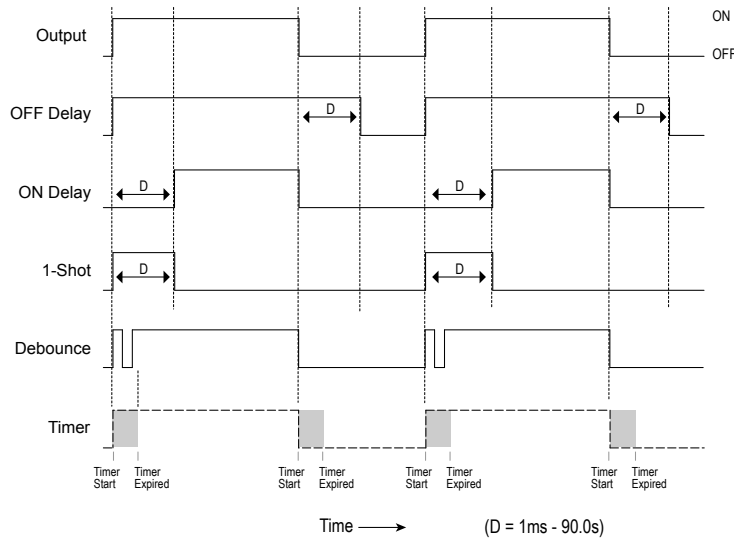 Output
ON
OFF
OFF Delay
D
D
ON Delay
D
D
1-Shot
D
D
Debounce
Timer
Timer
Start
Timer
Expired
Timer
Start
Timer
Expired
Timer
Start
Timer
Expired
Timer
Start
Timer
Expired
Time
(D = 1ms - 90.0s)